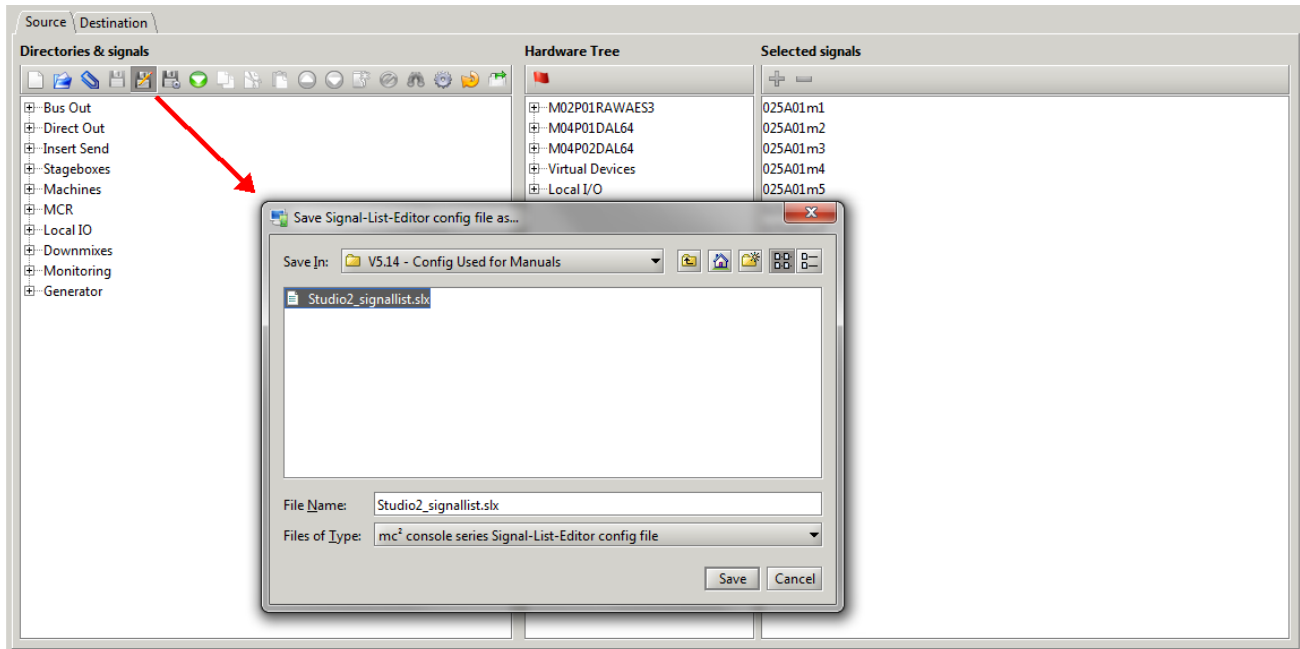 Source Destination
Directories & signals
Hardware Tree
Selected signals
Bus Out
Direct Out
Insert Send
Stageboxes
Machines
MCR
Local IO
Downmixes
Monitoring
Generator
M02P01RAWAES3
M04P01DAL64
M04P02DAL64
Virtual Devices
Local I/O
025A01m1
025A01m2
025A01m3
025A01m4
025A01m5
Save Signal-List-Editor config file as...
Save In: V5.14 - Config Used for Manuals
Studio2_signallist.slx
File Name: Studio2_signallist.slx
Files of Type: mc² console series Signal-List-Editor config file
Save Cancel